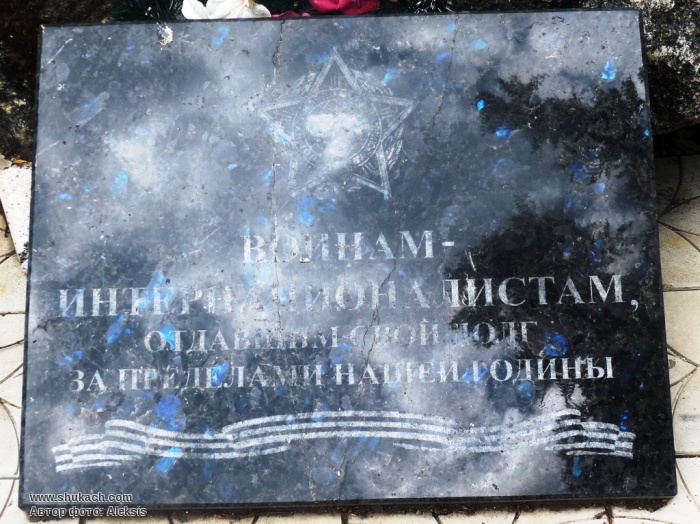 ВОИНАМ-
ИНТЕРНАЦИОНАЛИСТАМ,
ОТДАВШИМ СВОЙ ДОЛГ
ЗА ПРЕДЕЛАМИ НАШЕЙ РОДИНЫ
www.shukach.com
Автор фото: Aleksis